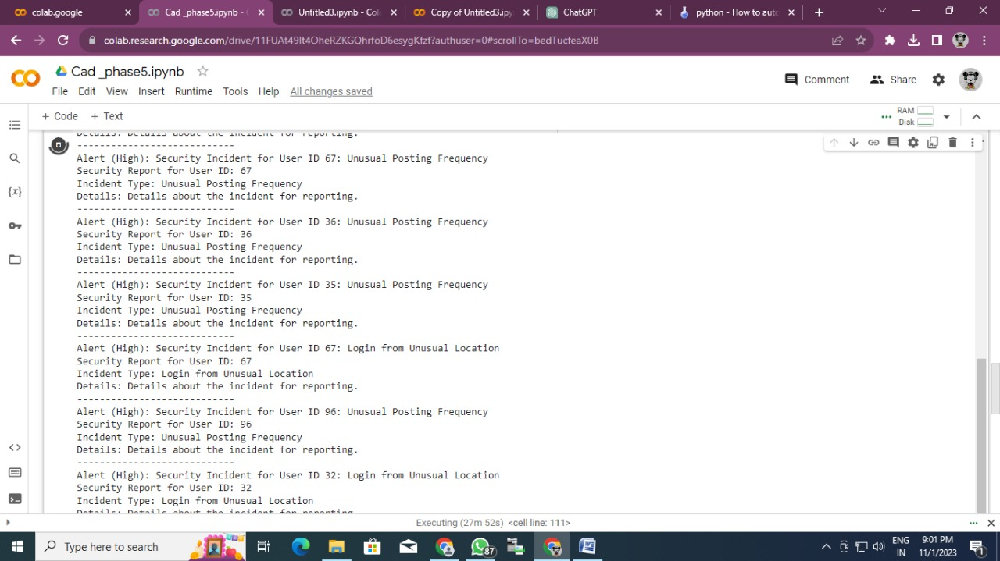 colab.google
Cad _phase5.ipynb - C
Untitled3.ipynb - Col
Copy of Untitled3.ipy
ChatGPT
python - How to auto
colab.research.google.com/drive/11FUAt49It4OheRZKGQhrfoD6esygKfzf?authuser=0#scrollTo=bedTucfeaX0B
Cad _phase5.ipynb
Comment
Share
File Edit View Insert Runtime Tools Help All changes saved
+ Code + Text
RAM
Disk
Details: Details about the incident for reporting.
----------------------------
Alert (High): Security Incident for User ID 67: Unusual Posting Frequency
Security Report for User ID: 67
Incident Type: Unusual Posting Frequency
Details: Details about the incident for reporting.
----------------------------
Alert (High): Security Incident for User ID 36: Unusual Posting Frequency
Security Report for User ID: 36
Incident Type: Unusual Posting Frequency
Details: Details about the incident for reporting.
----------------------------
Alert (High): Security Incident for User ID 35: Unusual Posting Frequency
Security Report for User ID: 35
Incident Type: Unusual Posting Frequency
Details: Details about the incident for reporting.
----------------------------
Alert (High): Security Incident for User ID 67: Login from Unusual Location
Security Report for User ID: 67
Incident Type: Login from Unusual Location
Details: Details about the incident for reporting.
----------------------------
Alert (High): Security Incident for User ID 96: Unusual Posting Frequency
Security Report for User ID: 96
Incident Type: Unusual Posting Frequency
Details: Details about the incident for reporting.
----------------------------
Alert (High): Security Incident for User ID 32: Login from Unusual Location
Security Report for User ID: 32
Incident Type: Login from Unusual Location
Details: Details about the incident for reporting.
Executing (27m 52s) <cell line: 111>
Type here to search
87
ENG
IN
9:01 PM
11/1/2023
1